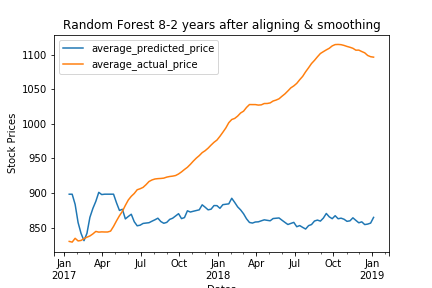 Random Forest 8-2 years after aligning & smoothing
average_predicted_price
average_actual_price
Stock Prices
1100
1050
1000
950
900
850
Jan Apr Jul Oct Jan Apr Jul Oct Jan
2017 2018 2019
Dates